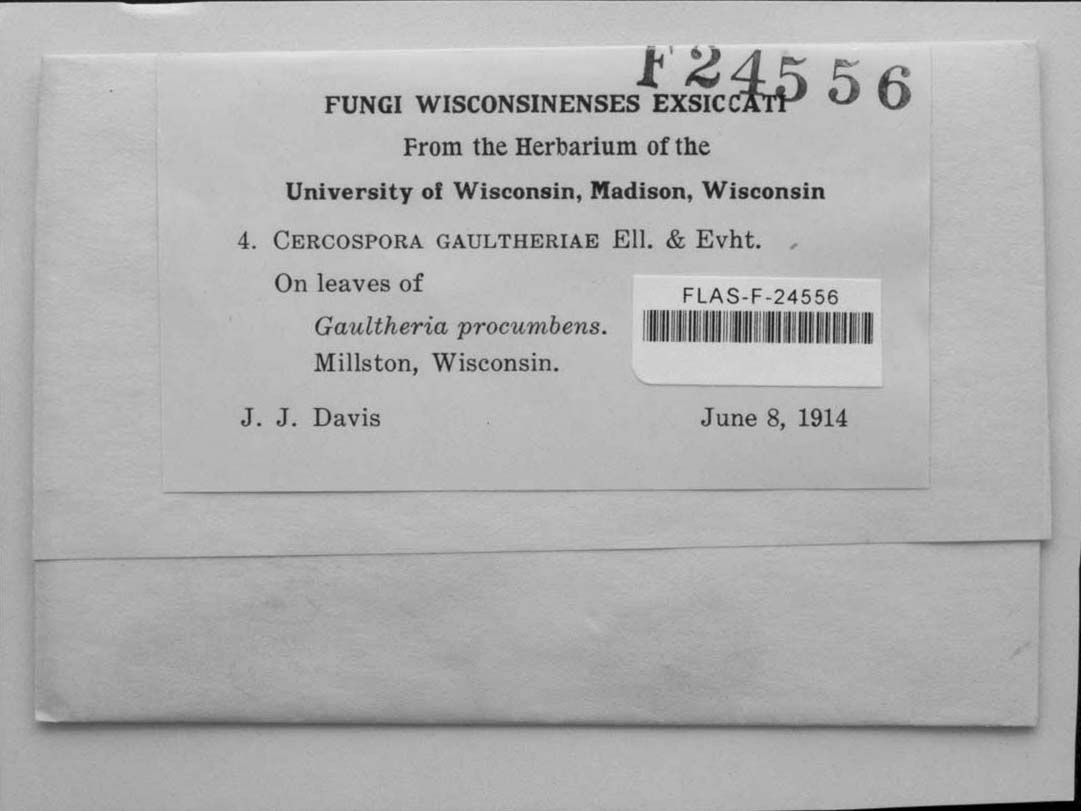 F24556
FUNGI WISCONSINENSES EXSICCATI
From the Herbarium of the
University of Wisconsin, Madison, Wisconsin
4. CERCOSPORA GAULTHERIAE Ell. & Evht.
On leaves of
Gaultheria procumbens.
Millston, Wisconsin.
FLAS-F-24556
J. J. Davis June 8, 1914